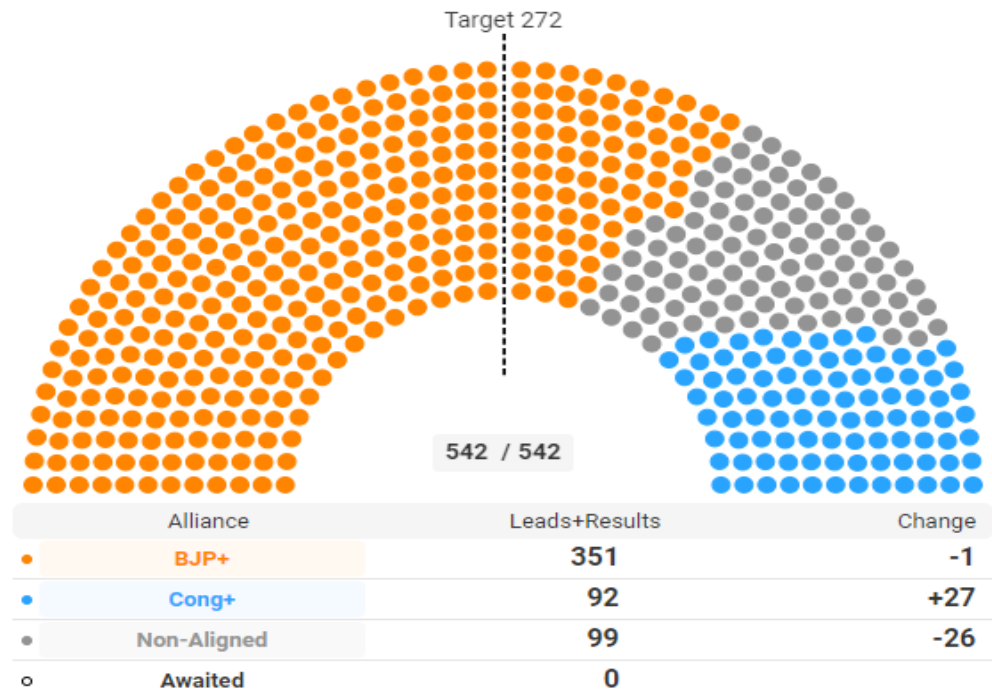 Target 272
542 / 542
Alliance Leads+Results Change
BJP+ 351 -1
Cong+ 92 +27
Non-Aligned 99 -26
Awaited 0